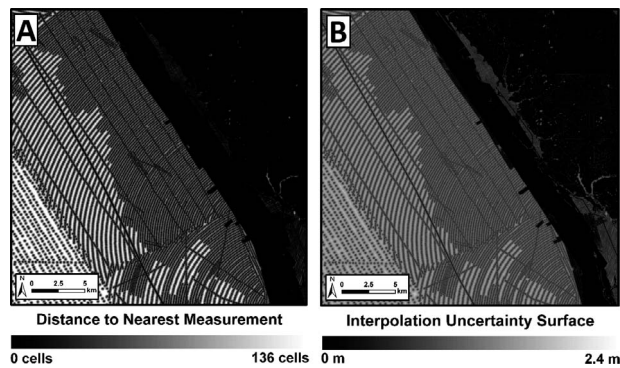 A
B
N
0 2.5 5
km
N
0 2.5 5
km
Distance to Nearest Measurement
Interpolation Uncertainty Surface
0 cells 136 cells
0 m 2.4 m